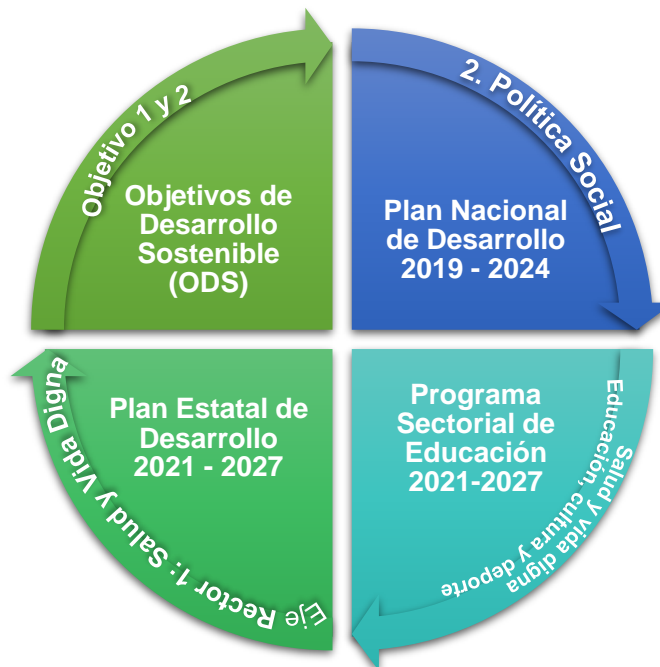 Objetivo 1 y 2
Objetivos de
Desarrollo
Sostenible
(ODS)
2. Política Social
Plan Nacional
de Desarrollo
2019 - 2024
Programa
Sectorial de
Educación
2021-2027
Salud y vida digna
Educación, cultura y deporte
Plan Estatal de
Desarrollo
2021 - 2027
Eje Rector 1: Salud y Vida Digna